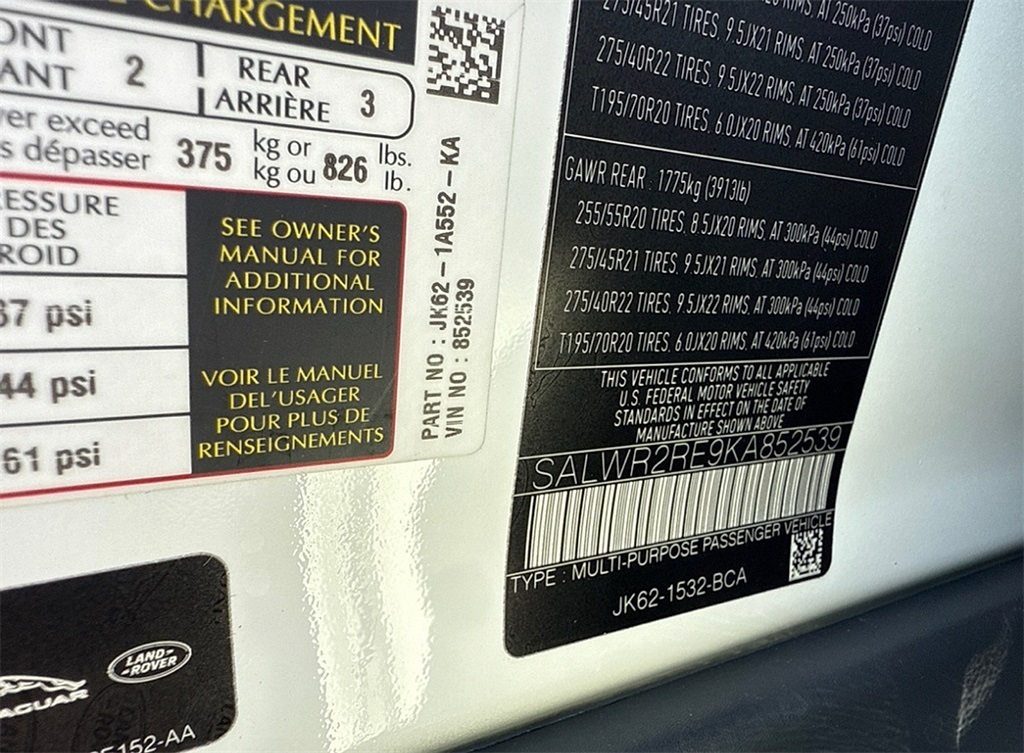 CHARGEMENT
ONT
ANT 2
REAR
ARRIÈRE 3
ver exceed
s dépasser 375 kg or
kg ou 826 lbs.
lb.
ESSURE
DES
ROID
37 psi
44 psi
61 psi
SEE OWNER'S
MANUAL FOR
ADDITIONAL
INFORMATION
VOIR LE MANUEL
DEL'USAGER
POUR PLUS DE
RENSEIGNEMENTS
PART NO : JK62-1A552-KA
VIN NO : 852539
RIMS, AT 250kPa (37psi) COLD
275/45R21 TIRES, 9.5JX21 RIMS, AT 250kPa (37psi) COLD
275/40R22 TIRES, 9.5JX22 RIMS, AT 250kPa (37psi) COLD
T195/70R20 TIRES, 6.0JX20 RIMS, AT 420kPa (61psi) COLD
GAWR REAR : 1775kg (3913lb)
255/55R20 TIRES, 8.5JX20 RIMS, AT 300kPa (44psi) COLD
275/45R21 TIRES, 9.5JX21 RIMS, AT 300kPa (44psi) COLD
275/40R22 TIRES, 9.5JX22 RIMS, AT 300kPa (44psi) COLD
T195/70R20 TIRES, 6.0JX20 RIMS, AT 420kPa (61psi) COLD
THIS VEHICLE CONFORMS TO ALL APPLICABLE
U.S. FEDERAL MOTOR VEHICLE SAFETY
STANDARDS IN EFFECT ON THE DATE OF
MANUFACTURE SHOWN ABOVE
SALWR2RE9KA852539
TYPE : MULTI-PURPOSE PASSENGER VEHICLE
JK62-1532-BCA
LAND-
-ROVER
AGUAR
152-AA